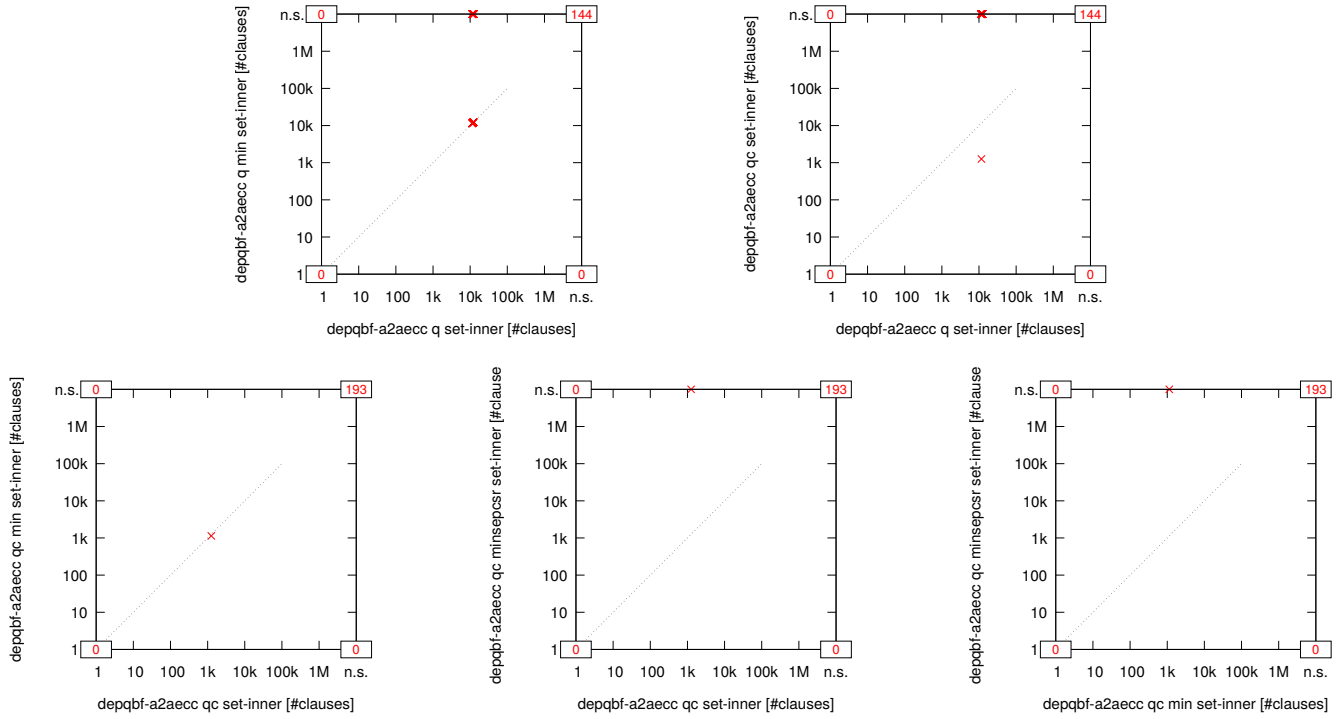 depqbf-a2aecc q min set-inner [#clauses]
n.s.
1M
100k
10k
1k
100
10
1
0
144
0
0
1 10 100 1k 10k 100k 1M n.s.
depqbf-a2aecc q set-inner [#clauses]
depqbf-a2aecc qc set-inner [#clauses]
n.s.
1M
100k
10k
1k
100
10
1
0
144
0
0
1 10 100 1k 10k 100k 1M n.s.
depqbf-a2aecc q set-inner [#clauses]
depqbf-a2aecc qc min set-inner [#clauses]
n.s.
1M
100k
10k
1k
100
10
1
0
193
0
0
1 10 100 1k 10k 100k 1M n.s.
depqbf-a2aecc qc set-inner [#clauses]
depqbf-a2aecc qc minsepcsr set-inner [#clause
n.s.
1M
100k
10k
1k
100
10
1
0
193
0
0
1 10 100 1k 10k 100k 1M n.s.
depqbf-a2aecc qc set-inner [#clauses]
depqbf-a2aecc qc minsepcsr set-inner [#clause
n.s.
1M
100k
10k
1k
100
10
1
0
193
0
0
1 10 100 1k 10k 100k 1M n.s.
depqbf-a2aecc qc min set-inner [#clauses]